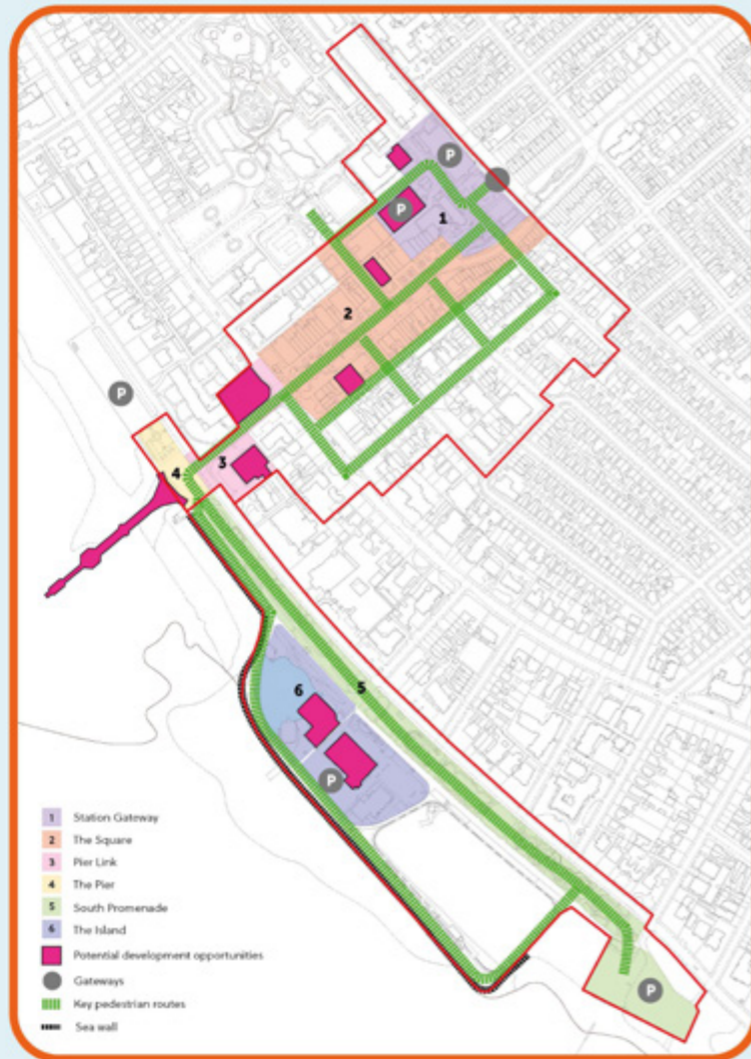 P
P
1
2
P
3
4
6
5
P
P
1 Station Gateway
2 The Square
3 Pier Link
4 The Pier
5 South Promenade
6 The Island
Potential development opportunities
Gateways
Key pedestrian routes
Sea wall